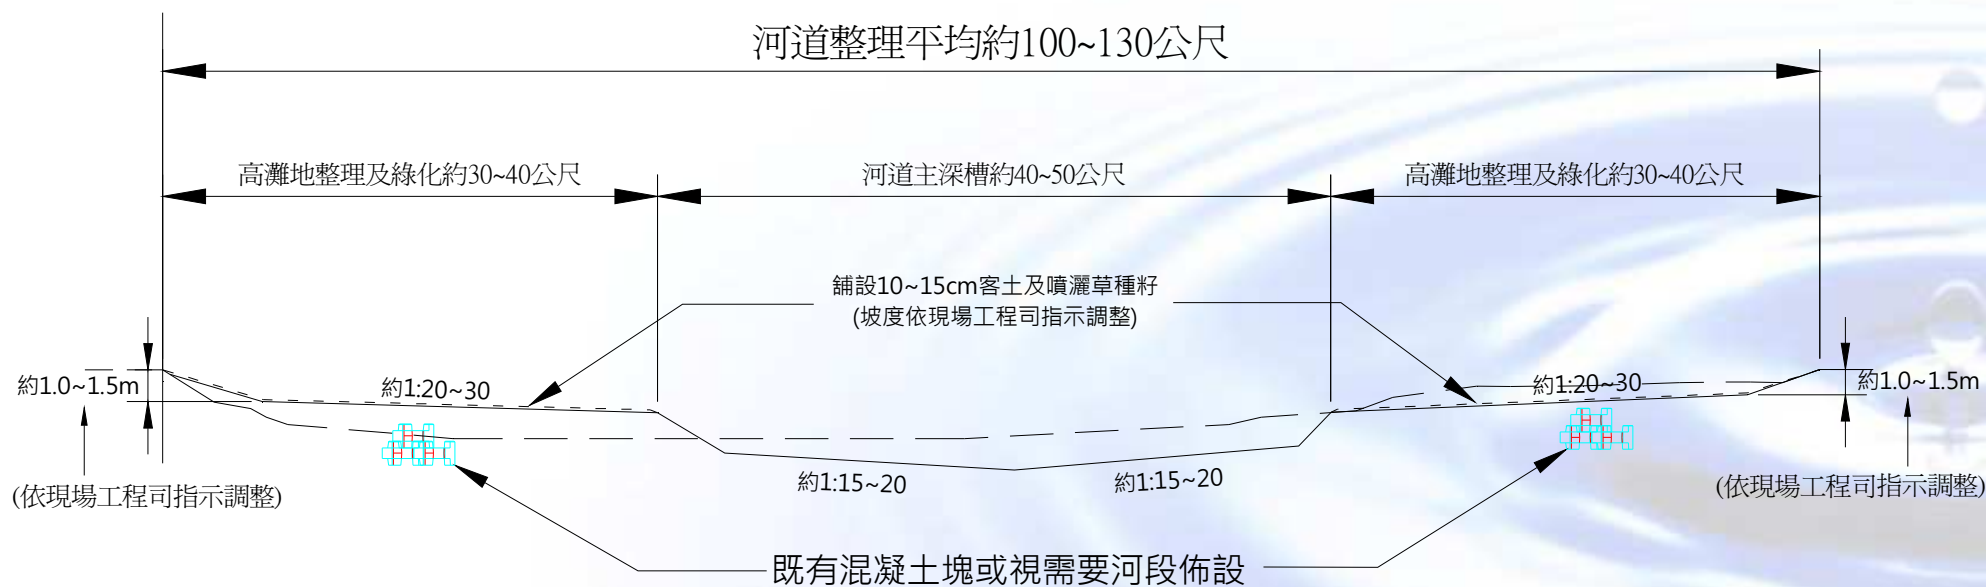 河道整理平均約100~130公尺
高灘地整理及綠化約30~40公尺
河道主深槽約40~50公尺
高灘地整理及綠化約30~40公尺
舖設10~15cm客土及噴灑草種籽
(坡度依現場工程司指示調整)
約1.0~1.5m
約1:20~30
約1:20~30
約1.0~1.5m
約1:15~20
約1:15~20
(依現場工程司指示調整)
(依現場工程司指示調整)
既有混凝土塊或視需要河段佈設